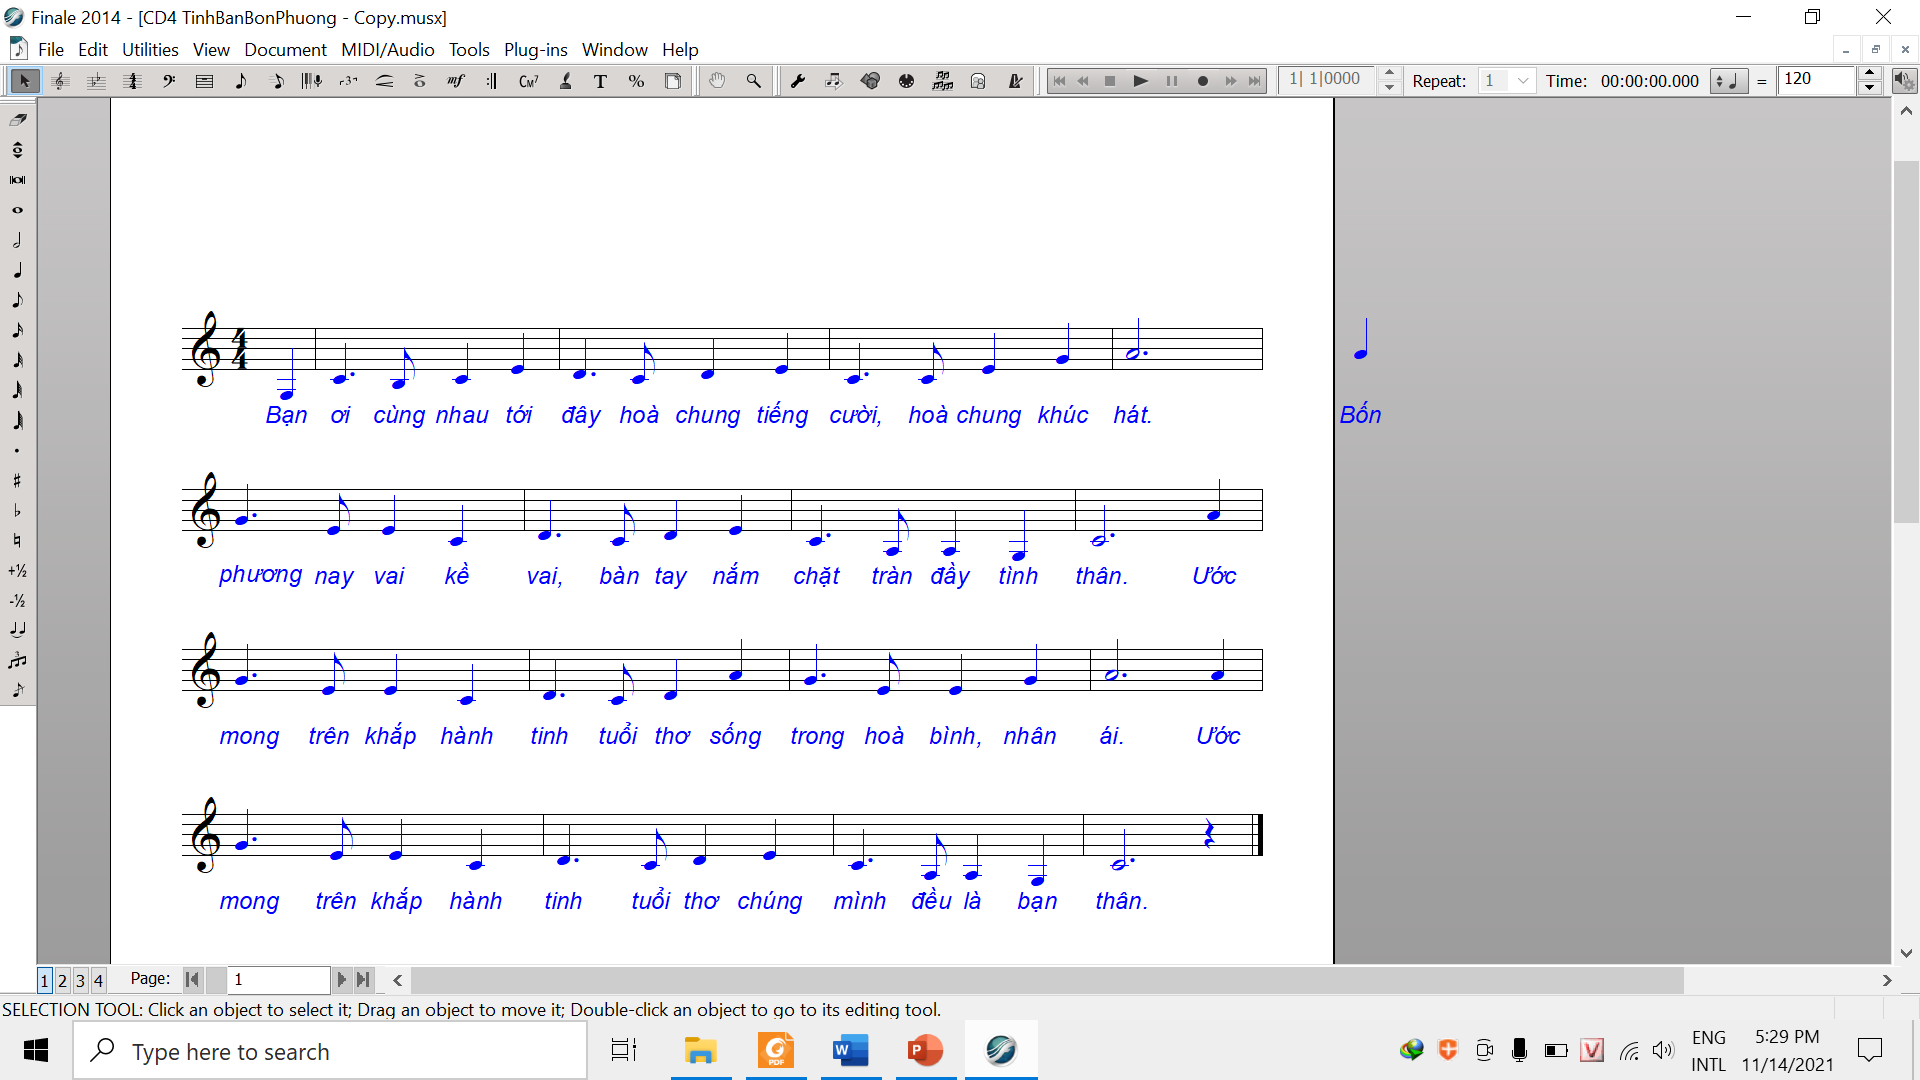 Finale 2014 - [CD4 TinhBanBonPhuong - Copy.musx]
File Edit Utilities View Document MIDI/Audio Tools Plug-ins Window Help
1| 1|0000 Repeat: 1 Time: 00:00:00.000 = 120
Bạn ơi cùng nhau tới đây hoà chung tiếng cười, hoà chung khúc hát. Bốn
phương nay vai kề vai, bàn tay nắm chặt tràn đầy tình thân. Ước
mong trên khắp hành tinh tuổi thơ sống trong hoà bình, nhân ái. Ước
mong trên khắp hành tinh tuổi thơ chúng mình đều là bạn thân.
1 2 3 4 Page: 1
SELECTION TOOL: Click an object to select it; Drag an object to move it; Double-click an object to go to its editing tool.
Type here to search
ENG 5:29 PM
INTL 11/14/2021